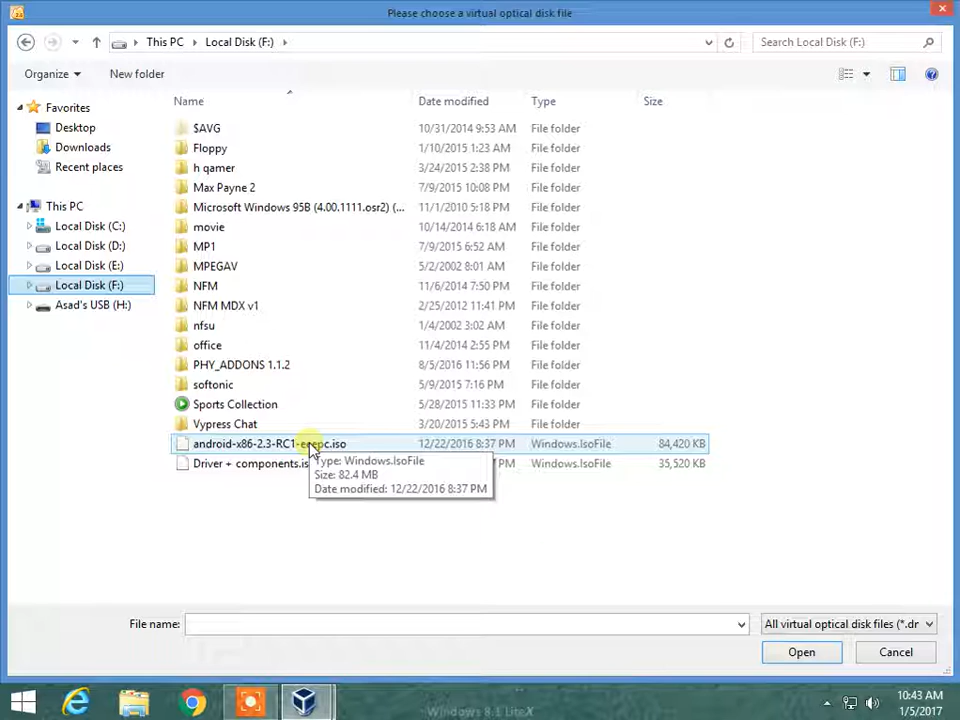 Please choose a virtual optical disk file
This PC Local Disk (F:)
Search Local Disk (F:)
Organize New folder
Name Date modified Type Size
Favorites
Desktop
Downloads
Recent places
This PC
Local Disk (C:)
Local Disk (D:)
Local Disk (E:)
Local Disk (F:)
Asad's USB (H:)
$AVG 10/31/2014 9:53 AM File folder
Floppy 1/10/2015 1:23 AM File folder
h qamer 3/24/2015 2:38 PM File folder
Max Payne 2 7/9/2015 10:08 PM File folder
Microsoft Windows 95B (4.00.1111.osr2) (... 11/1/2010 5:18 PM File folder
movie 10/14/2014 6:18 AM File folder
MP1 7/9/2015 6:52 AM File folder
MPEGAV 5/2/2002 8:01 AM File folder
NFM 11/6/2014 7:50 PM File folder
NFM MDX v1 2/25/2012 11:41 PM File folder
nfsu 1/4/2002 3:02 AM File folder
office 11/4/2014 2:55 PM File folder
PHY_ADDONS 1.1.2 8/5/2016 11:56 PM File folder
softonic 5/9/2015 7:16 PM File folder
Sports Collection 5/28/2015 11:33 PM File folder
Vypress Chat 3/20/2015 5:48 PM File folder
android-x86-2.3-RC1-eeepc.iso 12/22/2016 8:37 PM Windows.IsoFile 84,420 KB
Driver + components.is PM Windows.IsoFile 35,520 KB
Type: Windows.IsoFile
Size: 82.4 MB
Date modified: 12/22/2016 8:37 PM
File name: All virtual optical disk files (*.dr
Open Cancel
10:43 AM
1/5/2017
Windows 8.1 LiteX